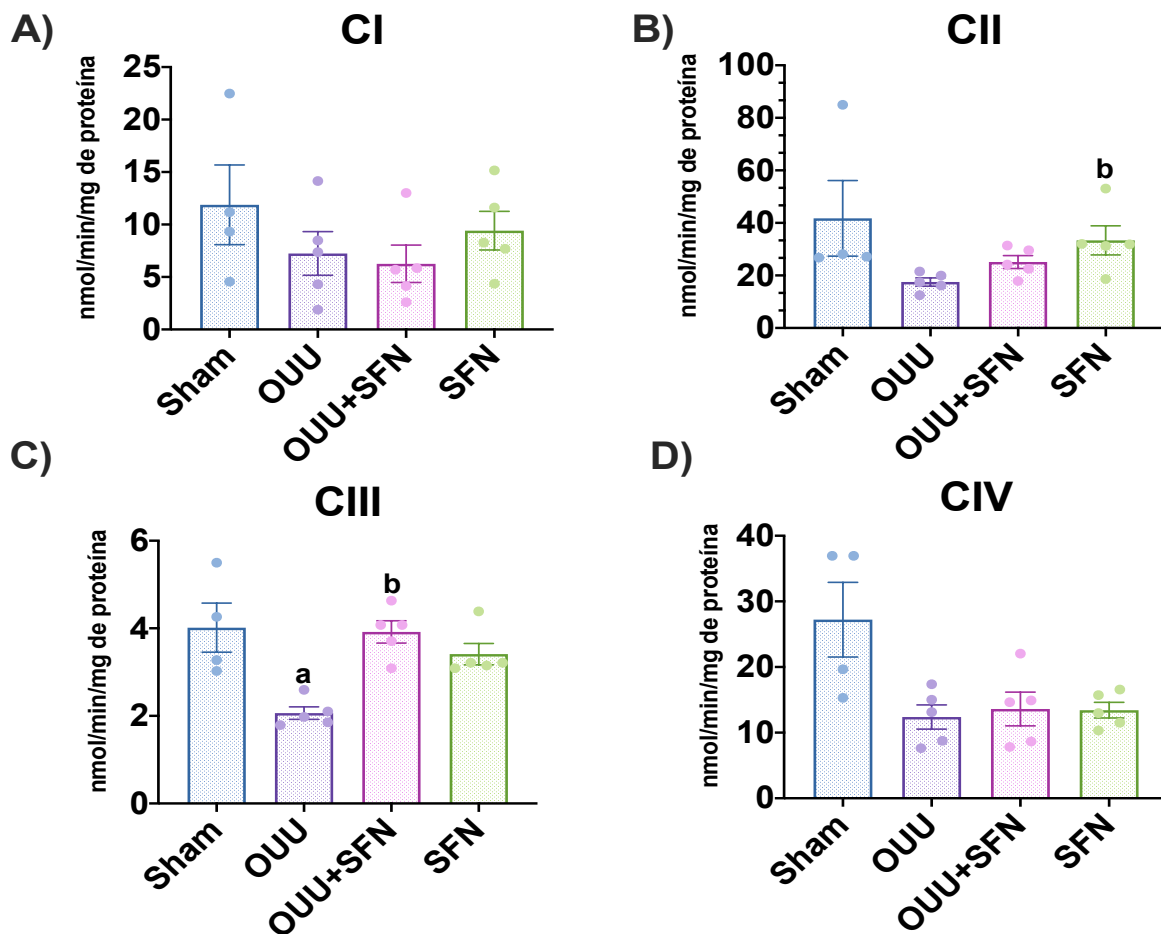 A)
CI
nmol/min/mg de proteína
25
20
15
10
5
0
Sham
OUU
OUU+SFN
SFN
B)
CII
nmol/min/mg de proteína
100
80
60
40
20
0
b
Sham
OUU
OUU+SFN
SFN
C)
CIII
nmol/min/mg de proteína
6
4
2
0
a
b
Sham
OUU
OUU+SFN
SFN
D)
CIV
nmol/min/mg de proteína
40
30
20
10
0
Sham
OUU
OUU+SFN
SFN